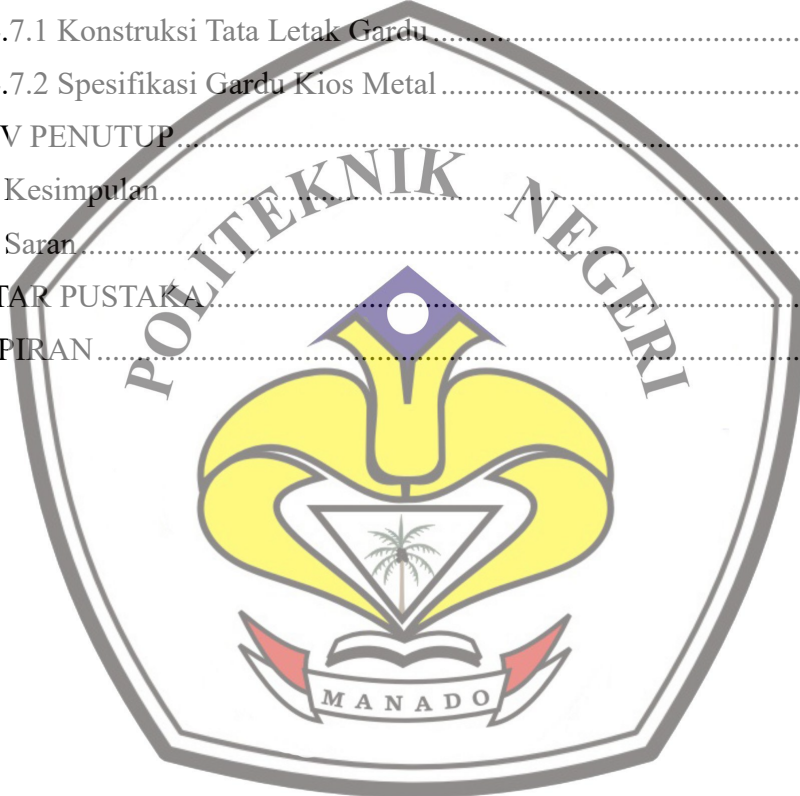 .7.1 Konstruksi Tata Letak Gardu
.7.2 Spesifikasi Gardu Kios Metal
V PENUTUP
Kesimpulan
Saran
TAR PUSTAKA
PIRAN
POLITEKNIK NEGERI
MANADO